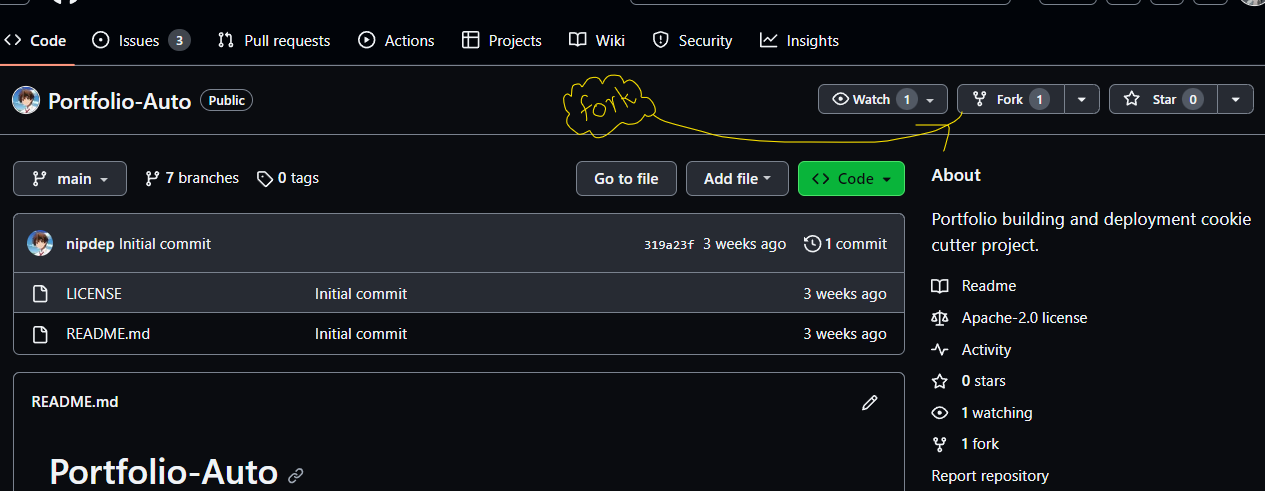 Code Issues 3 Pull requests Actions Projects Wiki Security Insights
Portfolio-Auto Public fork Watch 1 Fork 1 Star 0
main 7 branches 0 tags Go to file Add file Code
nipdep Initial commit 319a23f 3 weeks ago 1 commit
LICENSE Initial commit 3 weeks ago
README.md Initial commit 3 weeks ago
README.md
Portfolio-Auto
About
Portfolio building and deployment cookie
cutter project.
Readme
Apache-2.0 license
Activity
0 stars
1 watching
1 fork
Report repository